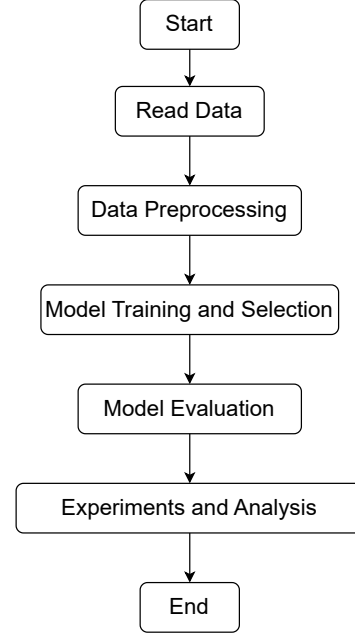 Start
Read Data
Data Preprocessing
Model Training and Selection
Model Evaluation
Experiments and Analysis
End